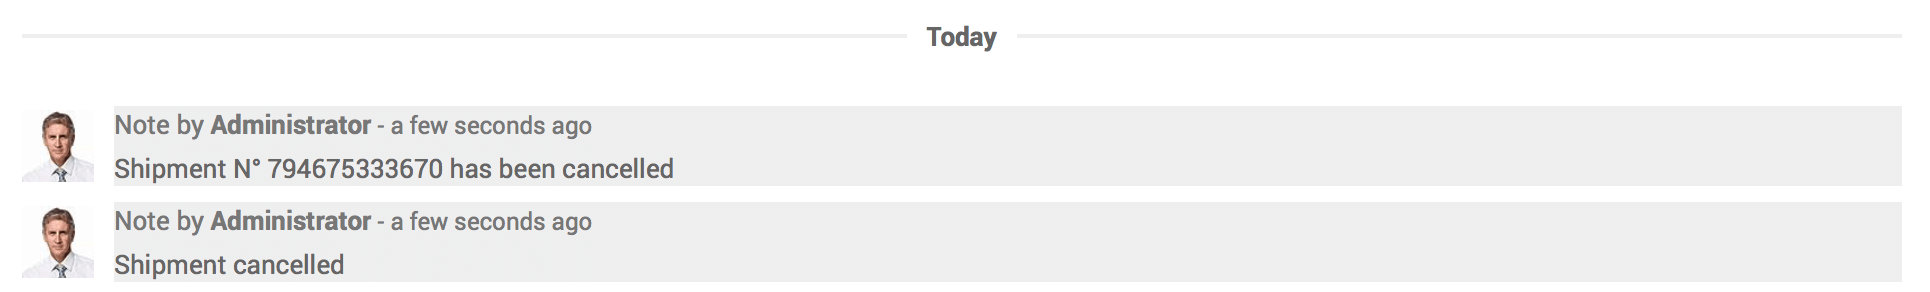 Today
Note by Administrator - a few seconds ago
Shipment N° 794675333670 has been cancelled
Note by Administrator - a few seconds ago
Shipment cancelled